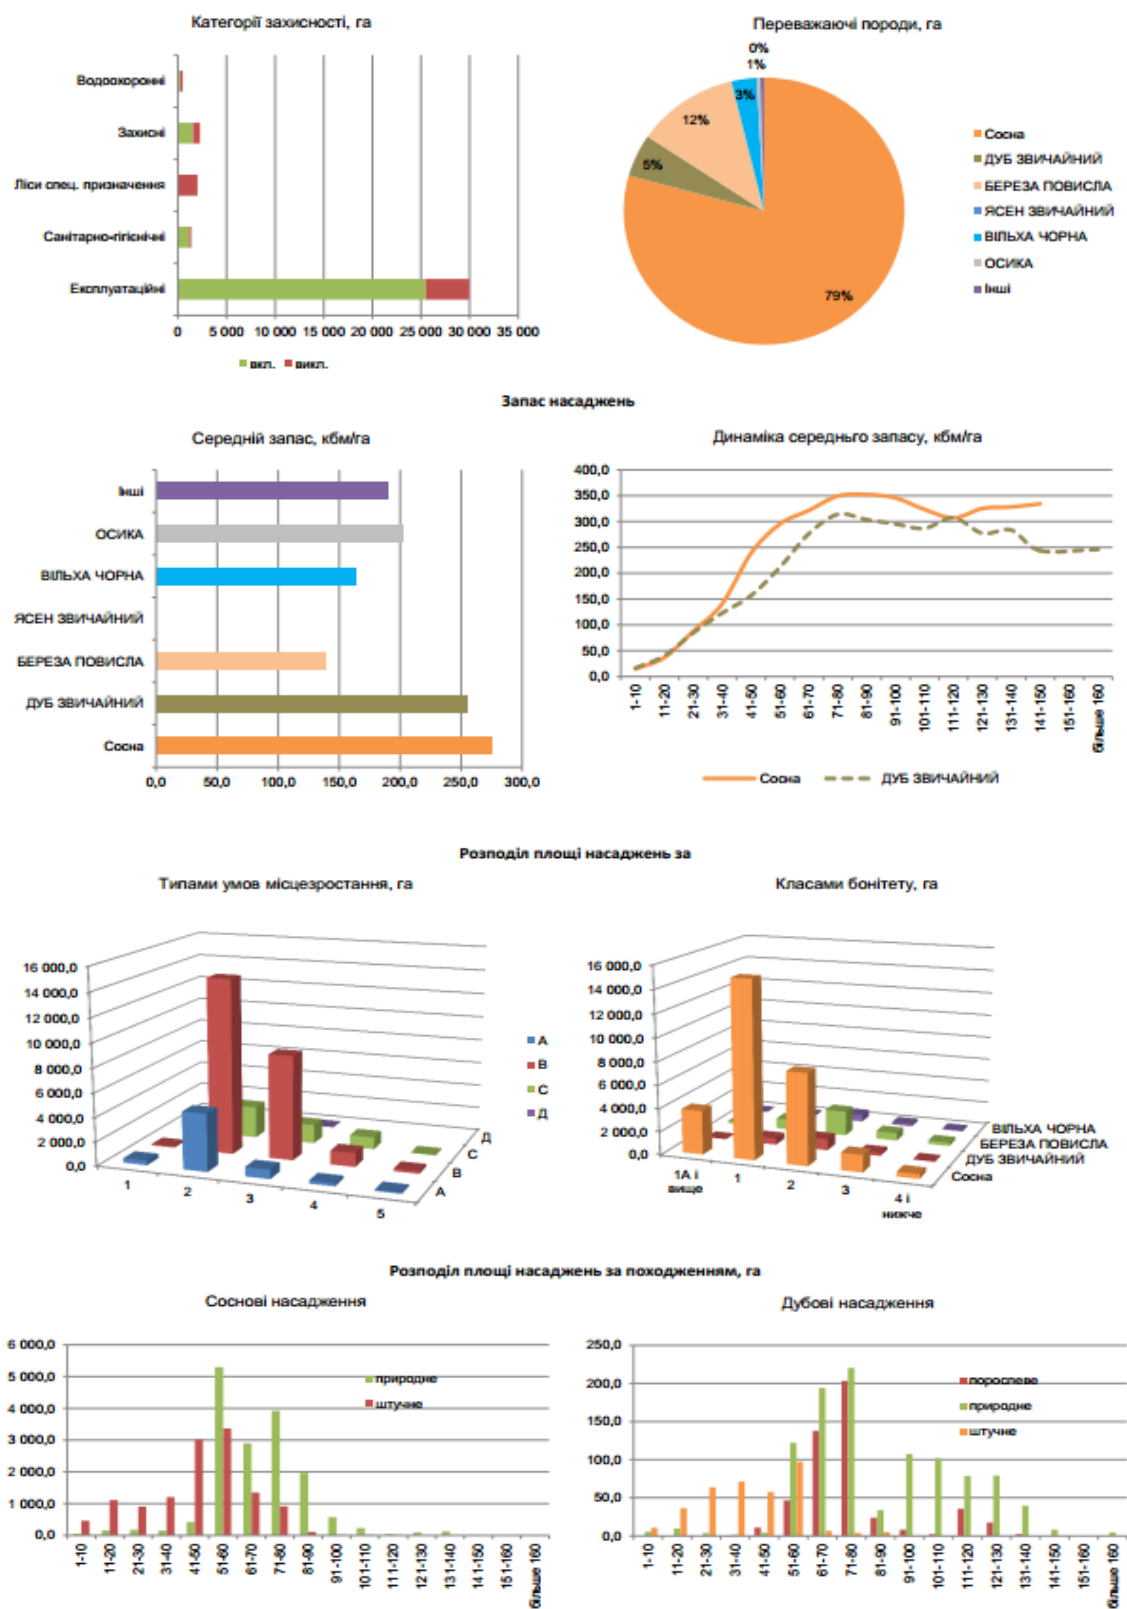 Категорії захисності, га
Водоохоронні
Захисні
Ліси спец. призначення
Санітарно-гігієнічні
Експлуатаційні
0 5 000 10 000 15 000 20 000 25 000 30 000 35 000
вкл. викл.
Переважаючі породи, га
0%
1%
3%
12%
5%
79%
Сосна
ДУБ ЗВИЧАЙНИЙ
БЕРЕЗА ПОВИСЛА
ЯСЕН ЗВИЧАЙНИЙ
ВІЛЬХА ЧОРНА
ОСИКА
Інші
Запас насаджень
Середній запас, кбм/га
Інші
ОСИКА
ВІЛЬХА ЧОРНА
ЯСЕН ЗВИЧАЙНИЙ
БЕРЕЗА ПОВИСЛА
ДУБ ЗВИЧАЙНИЙ
Сосна
0,0 50,0 100,0 150,0 200,0 250,0 300,0
Динаміка середнього запасу, кбм/га
400,0
350,0
300,0
250,0
200,0
150,0
100,0
50,0
0,0
1-10 11-20 21-30 31-40 41-50 51-60 61-70 71-80 81-90 91-100 101-110 111-120 121-130 131-140 141-150 151-160 більше 160
Сосна ДУБ ЗВИЧАЙНИЙ
Розподіл площі насаджень за
Типами умов місцезростання, га
16 000,0
14 000,0
12 000,0
10 000,0
8 000,0
6 000,0
4 000,0
2 000,0
0,0
1 2 3 4 5
А
В
С
Д
А
В
С
Д
Класами бонітету, га
16 000,0
14 000,0
12 000,0
10 000,0
8 000,0
6 000,0
4 000,0
2 000,0
0,0
1А і вище
1
2
3
4 і нижче
ВІЛЬХА ЧОРНА
БЕРЕЗА ПОВИСЛА
ДУБ ЗВИЧАЙНИЙ
Сосна
Розподіл площі насаджень за походженням, га
Соснові насадження
6 000,0
5 000,0
4 000,0
3 000,0
2 000,0
1 000,0
0,0
природне
штучне
1-10 11-20 21-30 31-40 41-50 51-60 61-70 71-80 81-90 91-100 101-110 111-120 121-130 131-140 141-150 151-160 більше 160
Дубові насадження
250,0
200,0
150,0
100,0
50,0
0,0
порослеве
природне
штучне
1-10 11-20 21-30 31-40 41-50 51-60 61-70 71-80 81-90 91-100 101-110 111-120 121-130 131-140 141-150 151-160 більше 160